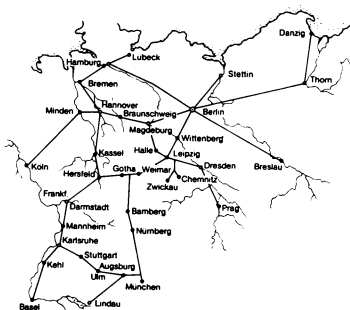 Danzig
Lubeck
Hamburg
Stettin
Thorn
Bremen
Hannover
Minden
Braunschweig
Berlin
Magdeburg
Wittenberg
Halle
Leipzig
Kassel
Koln
Dresden
Breslau
Hersfeld
Gotha
Weimar
Chemnitz
Zwickau
Frankf.
Darmstadt
Bamberg
Prag
Mannheim
Nurnberg
Karlsruhe
Stuttgart
Kehl
Augsburg
Ulm
München
Basel
Lindau